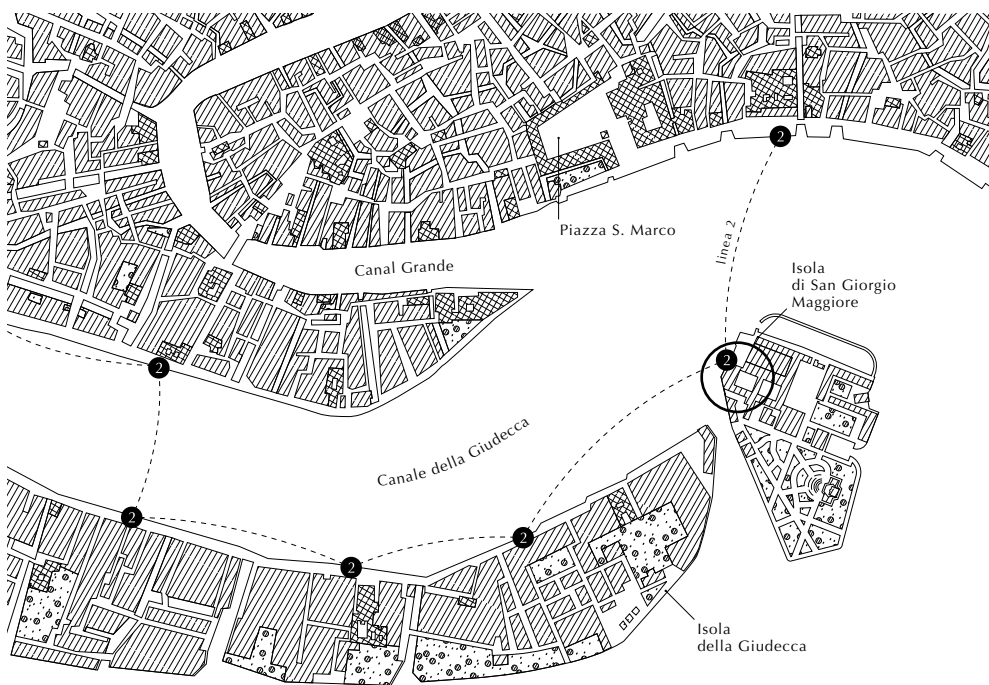 2
Piazza S. Marco
linea 2
Canal Grande
Isola
di San Giorgio
Maggiore
2
2
Canale della Giudecca
2
2
2
Isola
della Giudecca